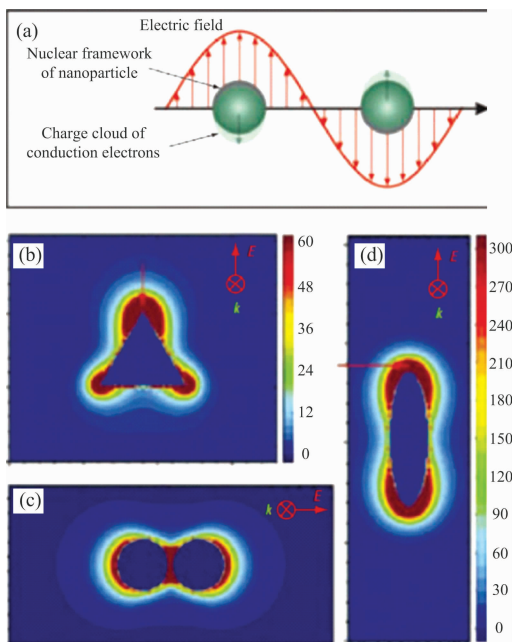 (a)
Electric field
Nuclear framework
of nanoparticle
Charge cloud of
conduction electrons
(b)
E
k
60
48
36
24
12
0
(d)
E
k
300
270
240
210
180
150
120
90
60
30
0
(c)
k
E